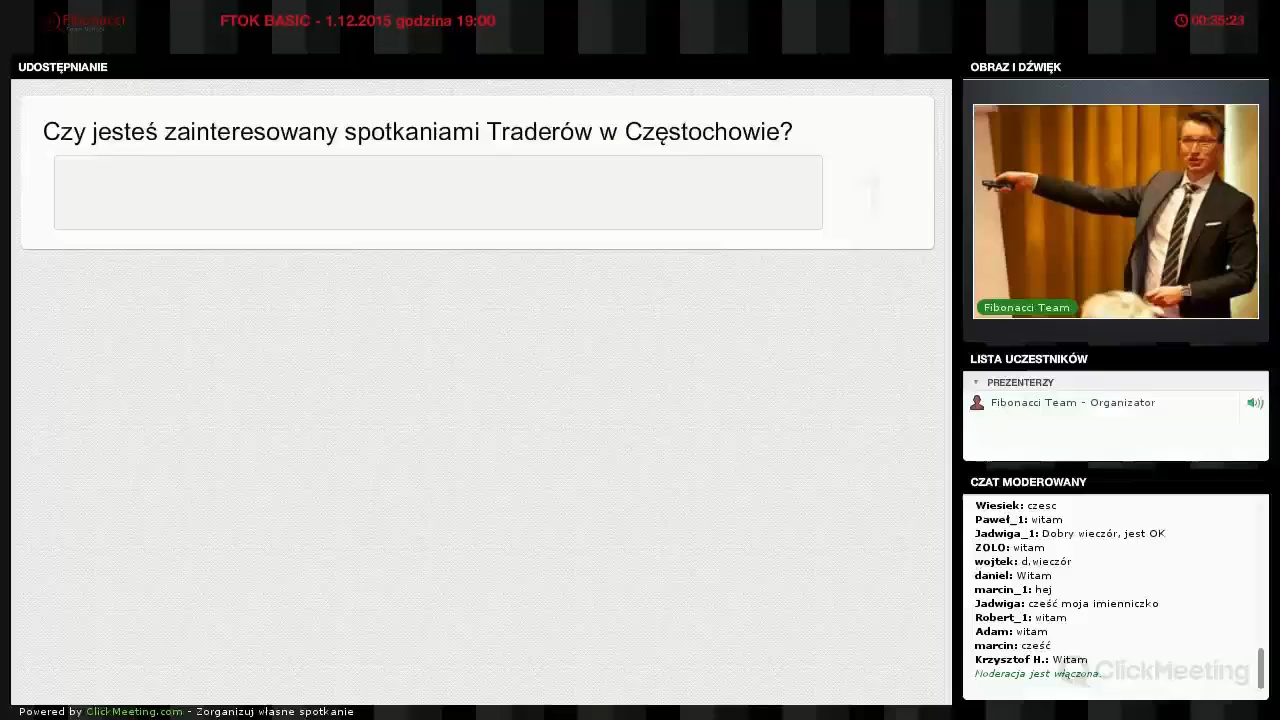 Fibonacci
FTOK BASIC - 1.12.2015 godzina 19:00
00:35:23
UDOSTĘPNIANIE
Czy jesteś zainteresowany spotkaniami Traderów w Częstochowie?
OBRAZ I DŹWIĘK
Fibonacci Team
LISTA UCZESTNIKÓW
PREZENTERZY
Fibonacci Team - Organizator
CZAT MODEROWANY
Wiesiek: czesc
Paweł_1: witam
Jadwiga_1: Dobry wieczór, jest OK
ZOLO: witam
wojtek: d,wieczór
daniel: Witam
marcin_1: hej
Jadwiga: cześć moja imienniczko
Robert_1: witam
Adam: witam
marcin: cześć
Krzysztof H.: Witam
Moderacja jest włączona.
ClickMeeting
Powered by ClickMeeting.com - Zorganizuj własne spotkanie